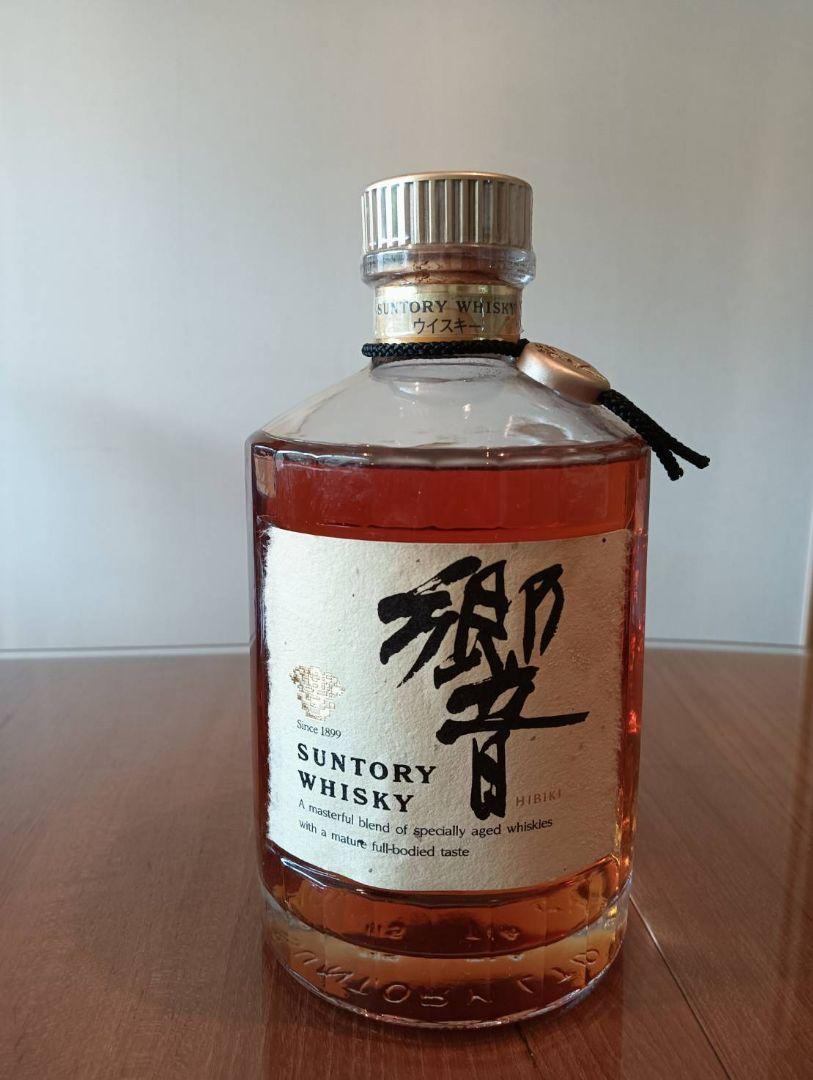 SUNTORY WHISKY
ウイスキー
響
Since 1899
SUNTORY
WHISKY
HIBIKI
A masterful blend of specially aged whiskies
with a mature full-bodied taste